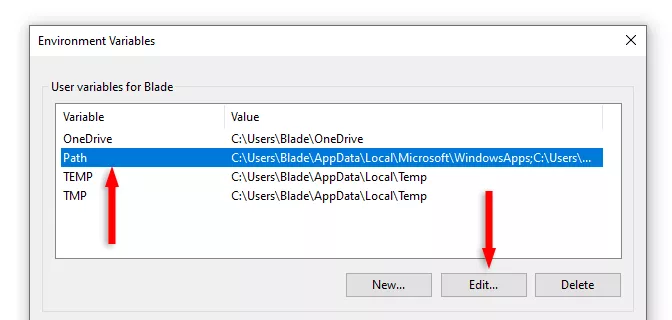 Environment Variables
User variables for Blade
Variable Value
OneDrive C:\Users\Blade\OneDrive
Path C:\Users\Blade\AppData\Local\Microsoft\WindowsApps;C:\Users\...
TEMP C:\Users\Blade\AppData\Local\Temp
TMP C:\Users\Blade\AppData\Local\Temp
New... Edit... Delete